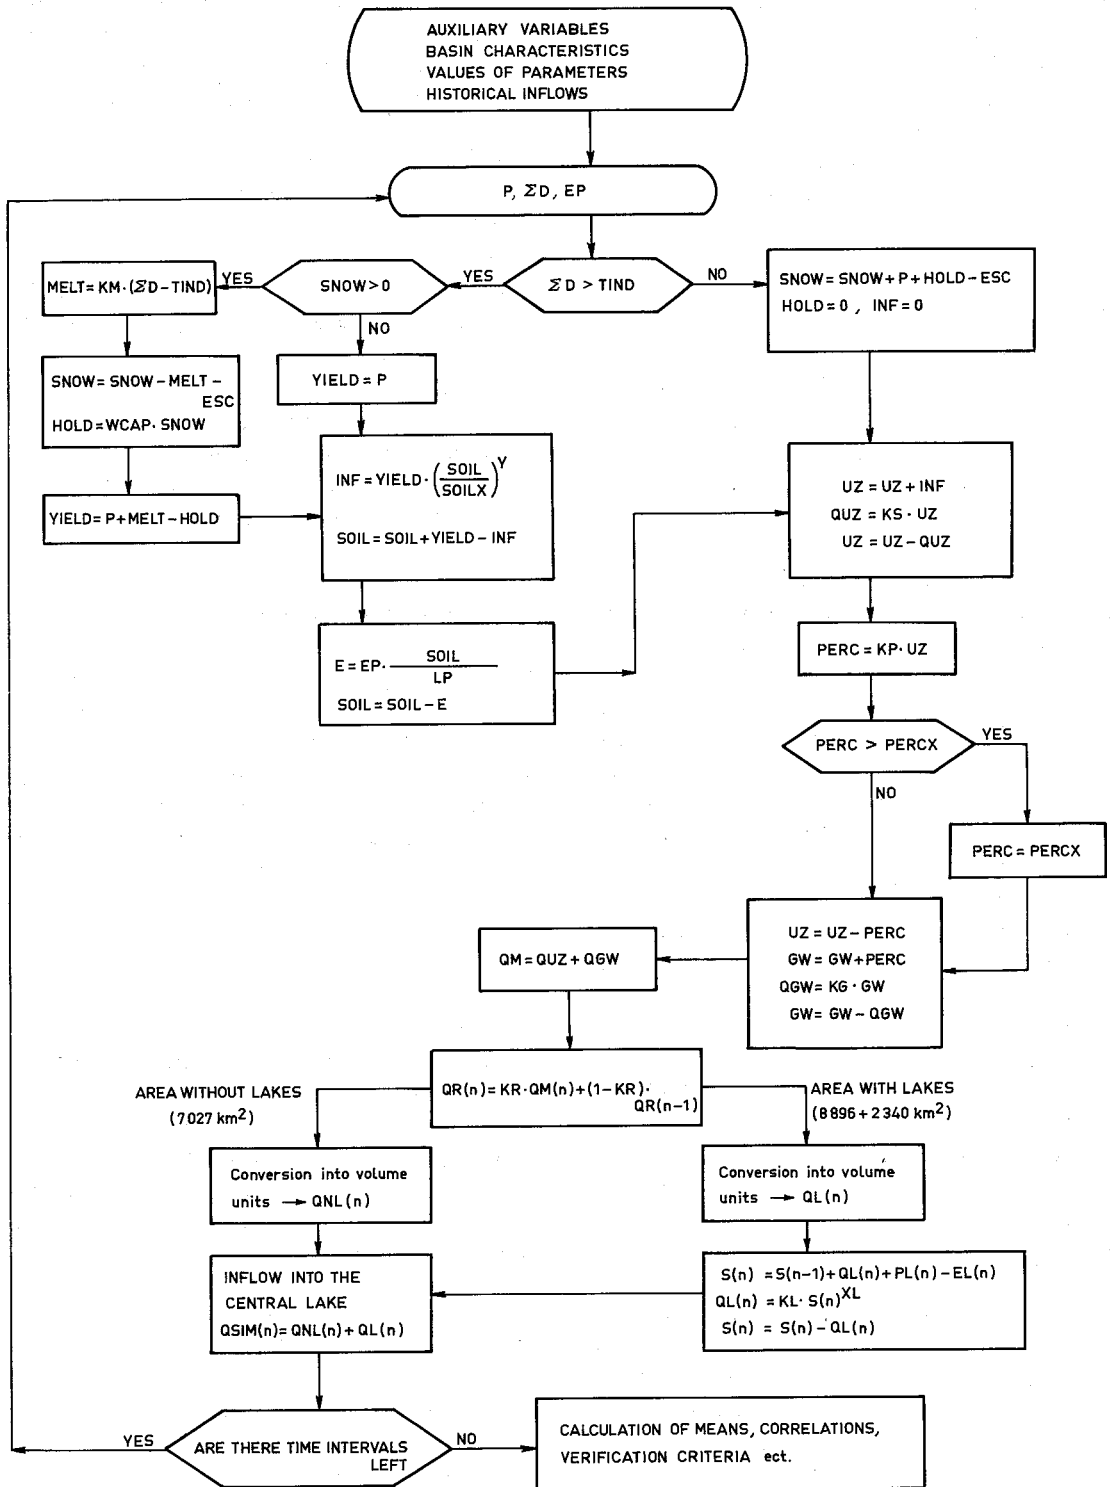 AUXILIARY VARIABLES
BASIN CHARACTERISTICS
VALUES OF PARAMETERS
HISTORICAL INFLOWS
P, ΣD, EP
ΣD > TIND
YES
NO
SNOW>0
YES
NO
MELT=KM·(ΣD-TIND)
SNOW=SNOW+P+HOLD-ESC
HOLD=0 , INF=0
SNOW=SNOW-MELT-
ESC
HOLD=WCAP·SNOW
YIELD=P
YIELD=P+MELT-HOLD
INF=YIELD·(SOIL/SOILX)^Y
SOIL=SOIL+YIELD-INF
E=EP·SOIL/LP
SOIL=SOIL-E
UZ=UZ+INF
QUZ=KS·UZ
UZ=UZ-QUZ
PERC=KP·UZ
PERC > PERCX
YES
NO
PERC=PERCX
UZ=UZ-PERC
GW=GW+PERC
QGW=KG·GW
GW=GW-QGW
QM=QUZ+QGW
QR(n)=KR·QM(n)+(1-KR)·
QR(n-1)
AREA WITHOUT LAKES
(7027 km²)
AREA WITH LAKES
(8896+2340 km²)
Conversion into volume
units → QNL(n)
Conversion into volume
units → QL(n)
S(n) =S(n-1)+QL(n)+PL(n)-EL(n)
QL(n)=KL·S(n)^XL
S(n) = S(n)-QL(n)
INFLOW INTO THE
CENTRAL LAKE
QSIM(n)=QNL(n)+QL(n)
ARE THERE TIME INTERVALS
LEFT
YES
NO
CALCULATION OF MEANS, CORRELATIONS,
VERIFICATION CRITERIA ect.